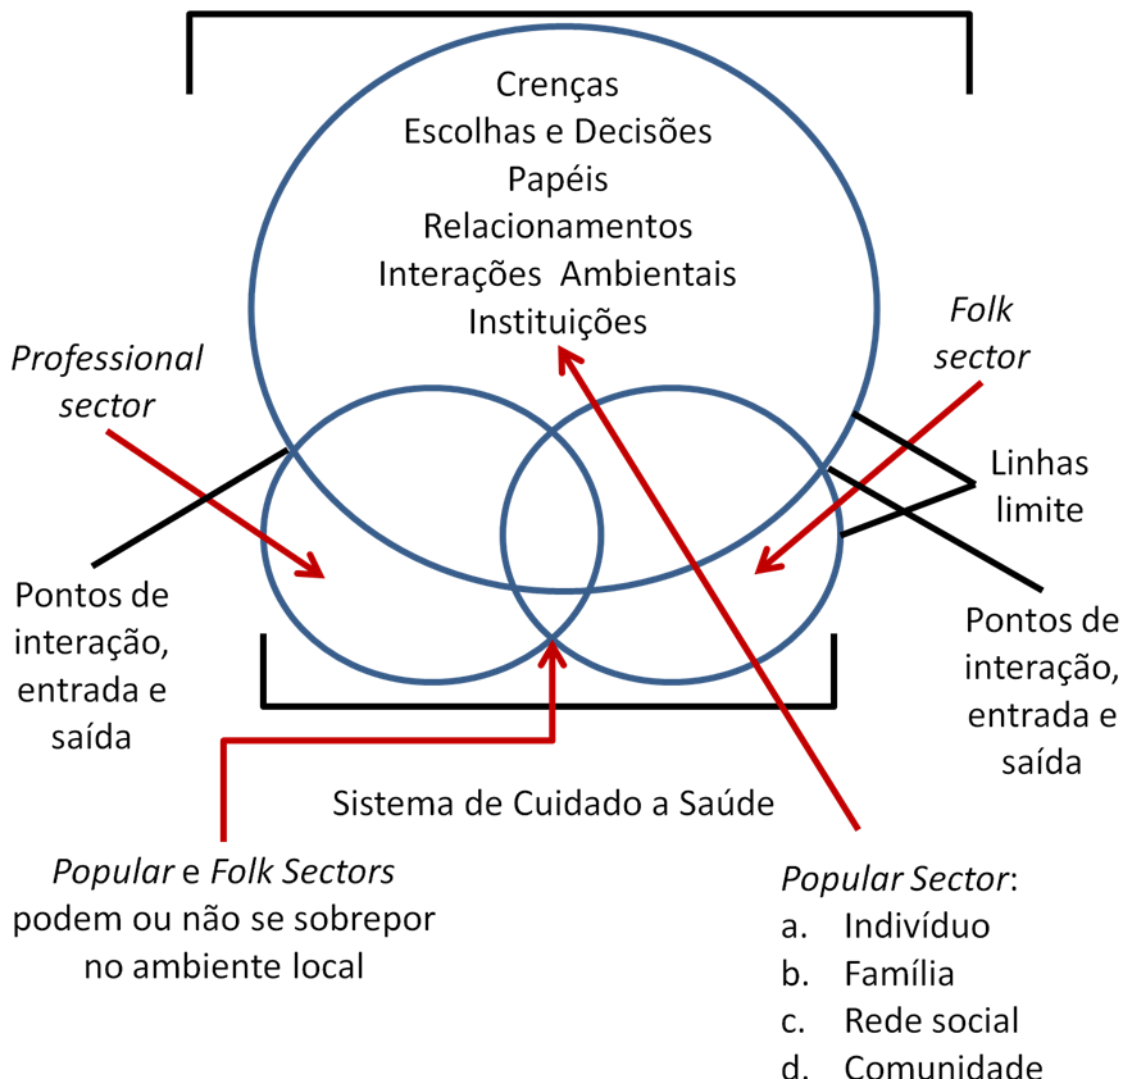 Crenças
Escolhas e Decisões
Papéis
Relacionamentos
Interações Ambientais
Instituições
Professional
sector
Folk
sector
Linhas
limite
Pontos de
interação,
entrada e
saída
Pontos de
interação,
entrada e
saída
Sistema de Cuidado a Saúde
Popular e Folk Sectors
podem ou não se sobrepor
no ambiente local
Popular Sector:
a. Indivíduo
b. Família
c. Rede social
d. Comunidade